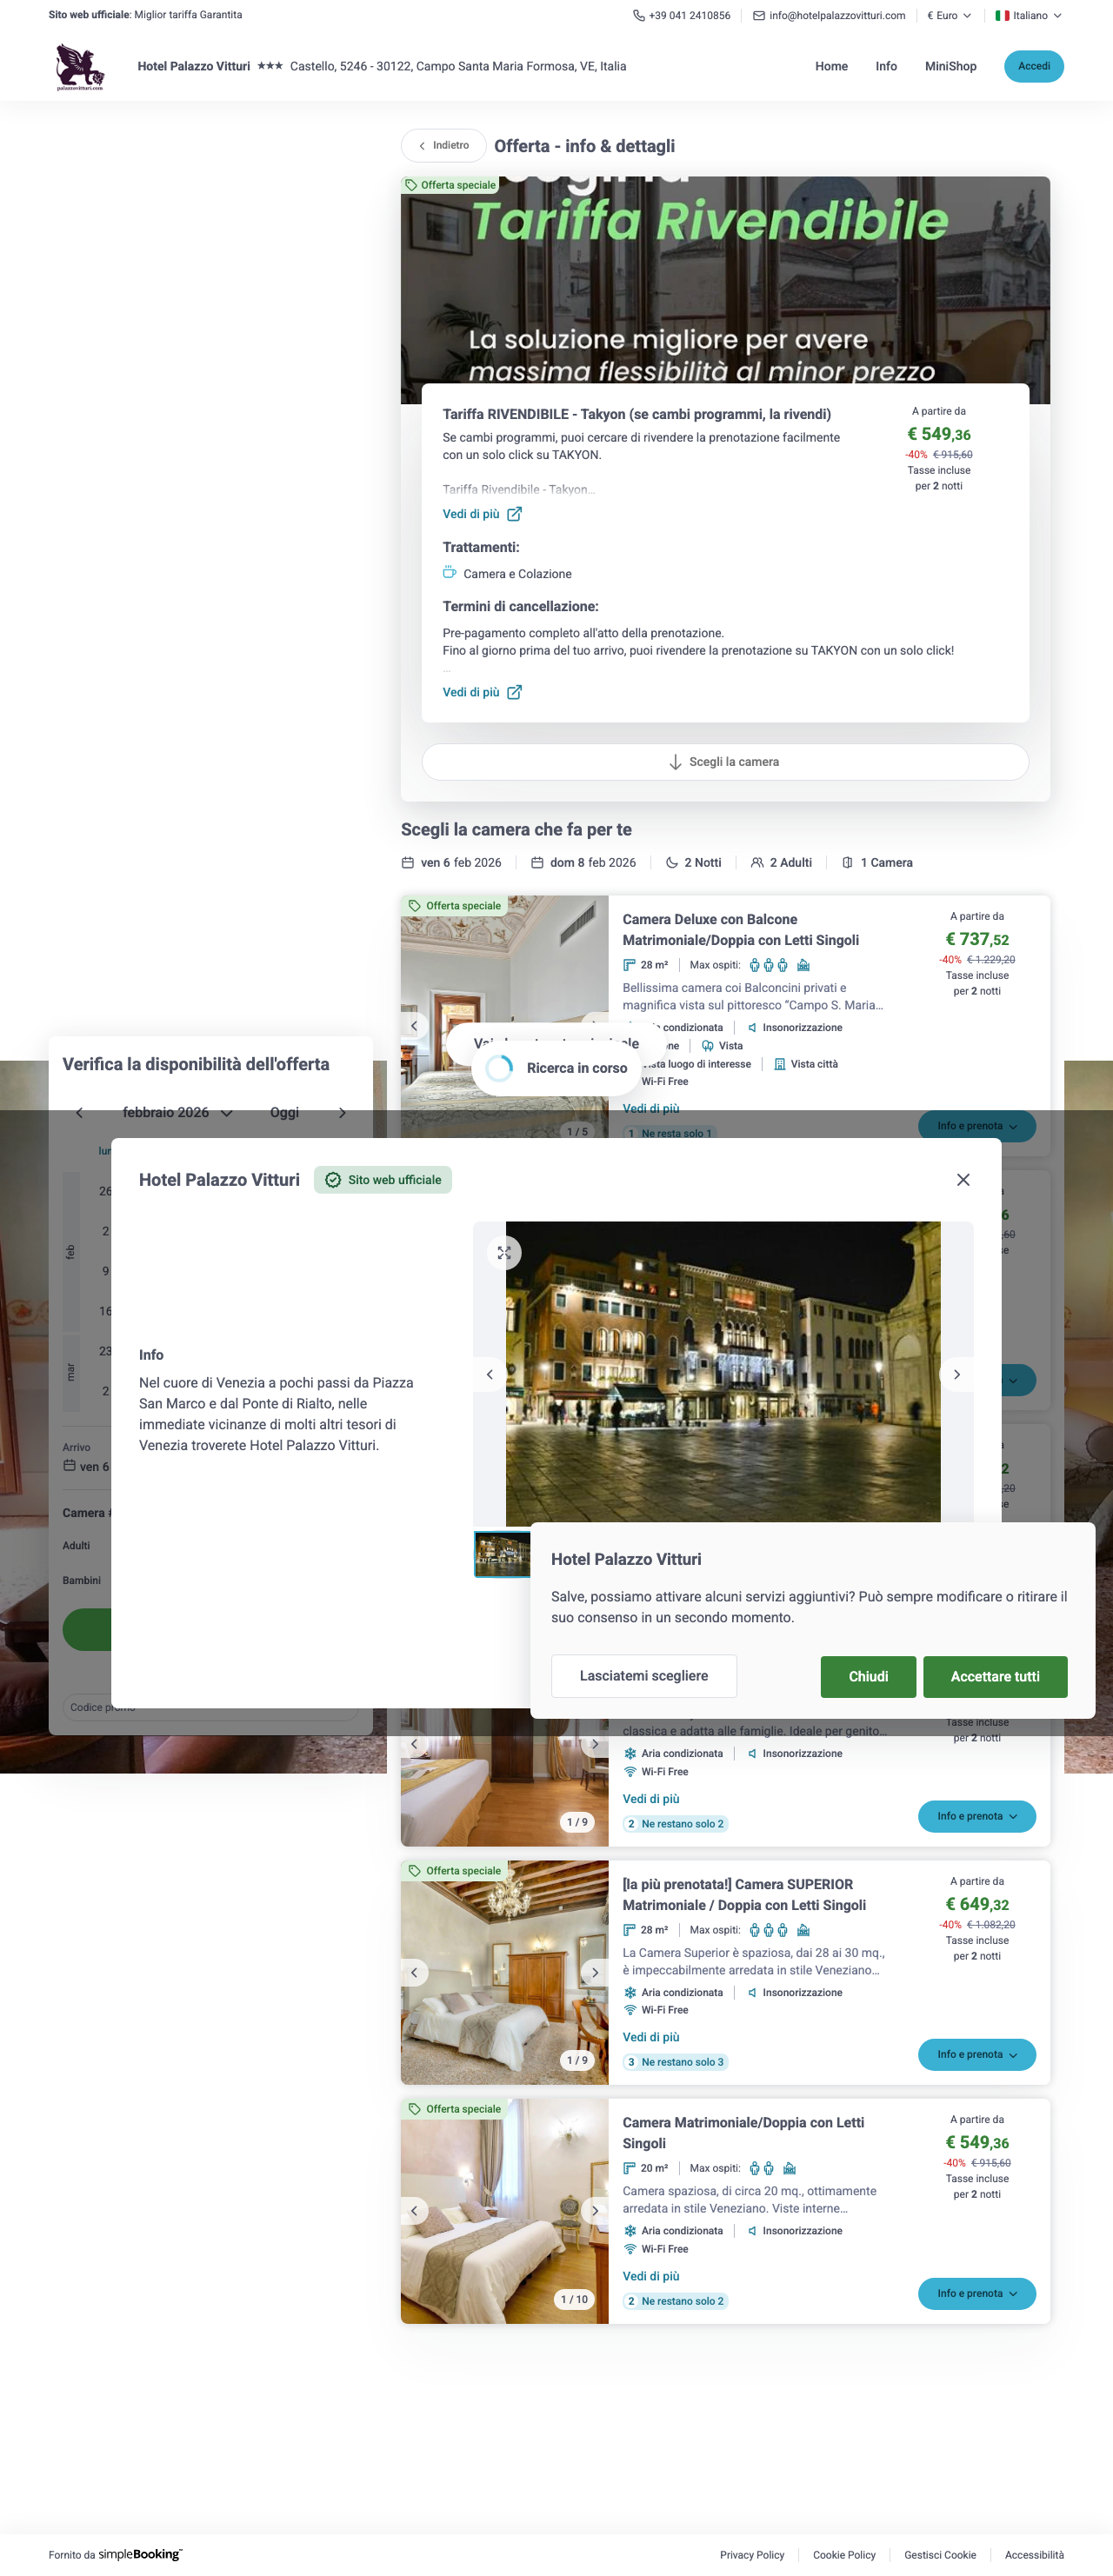 Sito web ufficiale: Miglior tariffa Garantita
+39 041 2410856
info@hotelpalazzovitturi.com
€ Euro
Italiano
palazzovitturi.com
Hotel Palazzo Vitturi ★★★ Castello, 5246 - 30122, Campo Santa Maria Formosa, VE, Italia
Home
Info
MiniShop
Accedi
Indietro
Offerta - info & dettagli
Offerta speciale
Tariffa Rivendibile
La soluzione migliore per avere
massima flessibilità al minor prezzo
Tariffa RIVENDIBILE - Takyon (se cambi programmi, la rivendi)
Se cambi programmi, puoi cercare di rivendere la prenotazione facilmente
con un solo click su TAKYON.
Tariffa Rivendibile - Takyon...
Vedi di più
A partire da
€ 549,36
-40% € 915,60
Tasse incluse
per 2 notti
Trattamenti:
Camera e Colazione
Termini di cancellazione:
Pre-pagamento completo all'atto della prenotazione.
Fino al giorno prima del tuo arrivo, puoi rivendere la prenotazione su TAKYON con un solo click!
...
Vedi di più
Scegli la camera
Scegli la camera che fa per te
ven 6 feb 2026
dom 8 feb 2026
2 Notti
2 Adulti
1 Camera
Offerta speciale
1 / 5
Camera Deluxe con Balcone
Matrimoniale/Doppia con Letti Singoli
28 m²
Max ospiti:
Bellissima camera coi Balconcini privati e
magnifica vista sul pittoresco “Campo S. Maria...
condizionata
Insonorizzazione
Vista
Vista luogo di interesse
Vista città
Wi-Fi Free
Vedi di più
1 Ne resta solo 1
A partire da
€ 737,52
-40% € 1.229,20
Tasse incluse
per 2 notti
Info e prenota
Ricerca in corso
Verifica la disponibilità dell'offerta
febbraio 2026
Oggi
lun
feb
26
2
9
16
mar
23
2
Arrivo
ven 6
Camera
Adulti
Bambini
Codice promo
Hotel Palazzo Vitturi
Sito web ufficiale
Info
Nel cuore di Venezia a pochi passi da Piazza
San Marco e dal Ponte di Rialto, nelle
immediate vicinanze di molti altri tesori di
Venezia troverete Hotel Palazzo Vitturi.
Hotel Palazzo Vitturi
Salve, possiamo attivare alcuni servizi aggiuntivi? Può sempre modificare o ritirare il
suo consenso in un secondo momento.
Lasciatemi scegliere
Chiudi
Accettare tutti
classica e adatta alle famiglie. Ideale per genito...
Aria condizionata
Insonorizzazione
Wi-Fi Free
Vedi di più
2 Ne restano solo 2
Tasse incluse
per 2 notti
Info e prenota
1 / 9
Offerta speciale
1 / 9
[la più prenotata!] Camera SUPERIOR
Matrimoniale / Doppia con Letti Singoli
28 m²
Max ospiti:
La Camera Superior è spaziosa, dai 28 ai 30 mq.,
è impeccabilmente arredata in stile Veneziano...
Aria condizionata
Insonorizzazione
Wi-Fi Free
Vedi di più
3 Ne restano solo 3
A partire da
€ 649,32
-40% € 1.082,20
Tasse incluse
per 2 notti
Info e prenota
Offerta speciale
1 / 10
Camera Matrimoniale/Doppia con Letti
Singoli
20 m²
Max ospiti:
Camera spaziosa, di circa 20 mq., ottimamente
arredata in stile Veneziano. Viste interne...
Aria condizionata
Insonorizzazione
Wi-Fi Free
Vedi di più
2 Ne restano solo 2
A partire da
€ 549,36
-40% € 915,60
Tasse incluse
per 2 notti
Info e prenota
Fornito da simpleBooking™
Privacy Policy
Cookie Policy
Gestisci Cookie
Accessibilità